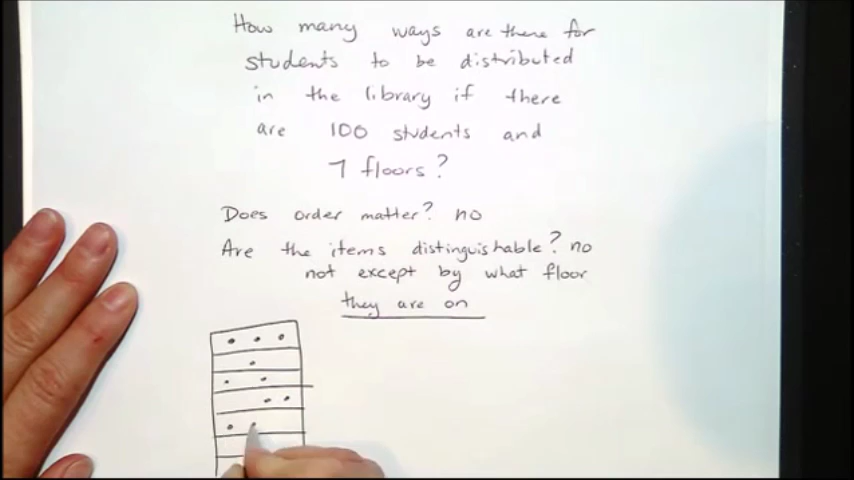 How many ways are there for
students to be distributed
in the library if there
are 100 students and
7 floors?
Does order matter? no
Are the items distinguishable? no
not except by what floor
they are on